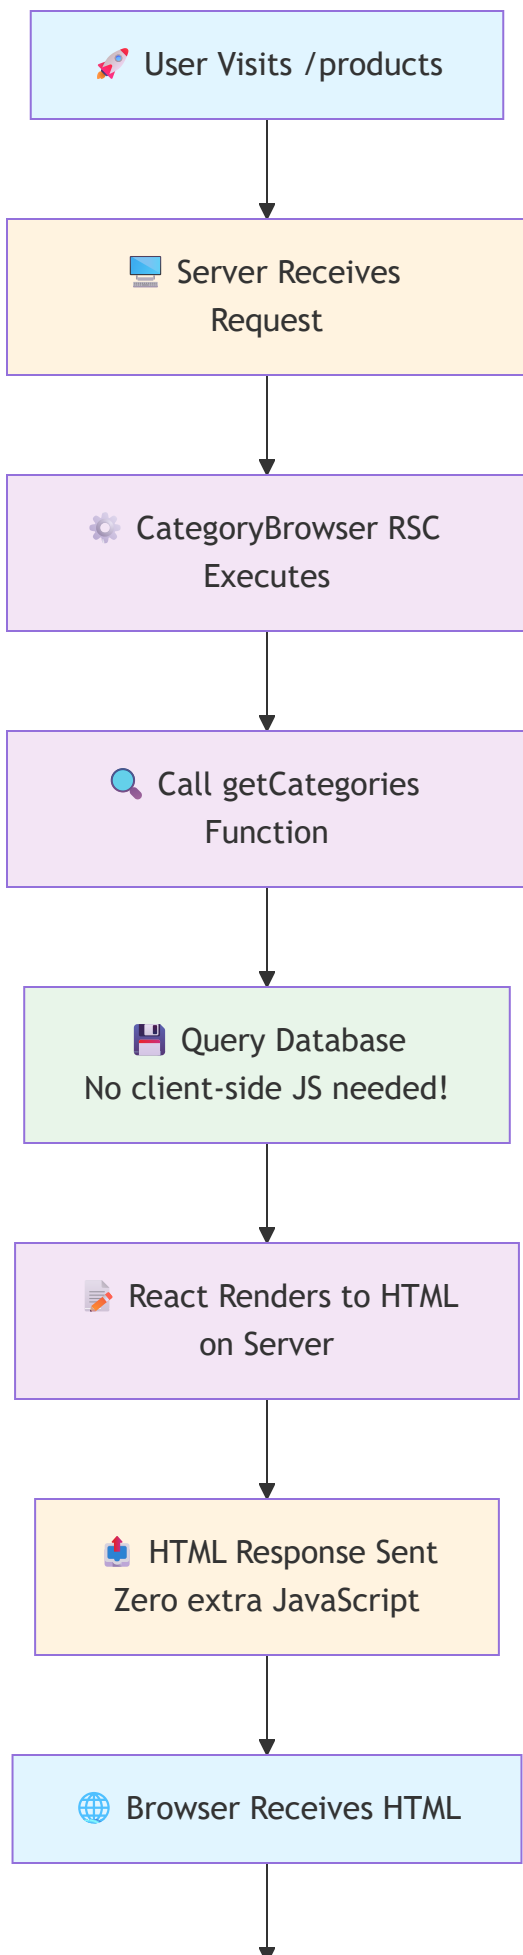 User Visits /products
Server Receives
Request
CategoryBrowser RSC
Executes
Call getCategories
Function
Query Database
No client-side JS needed!
React Renders to HTML
on Server
HTML Response Sent
Zero extra JavaScript
Browser Receives HTML